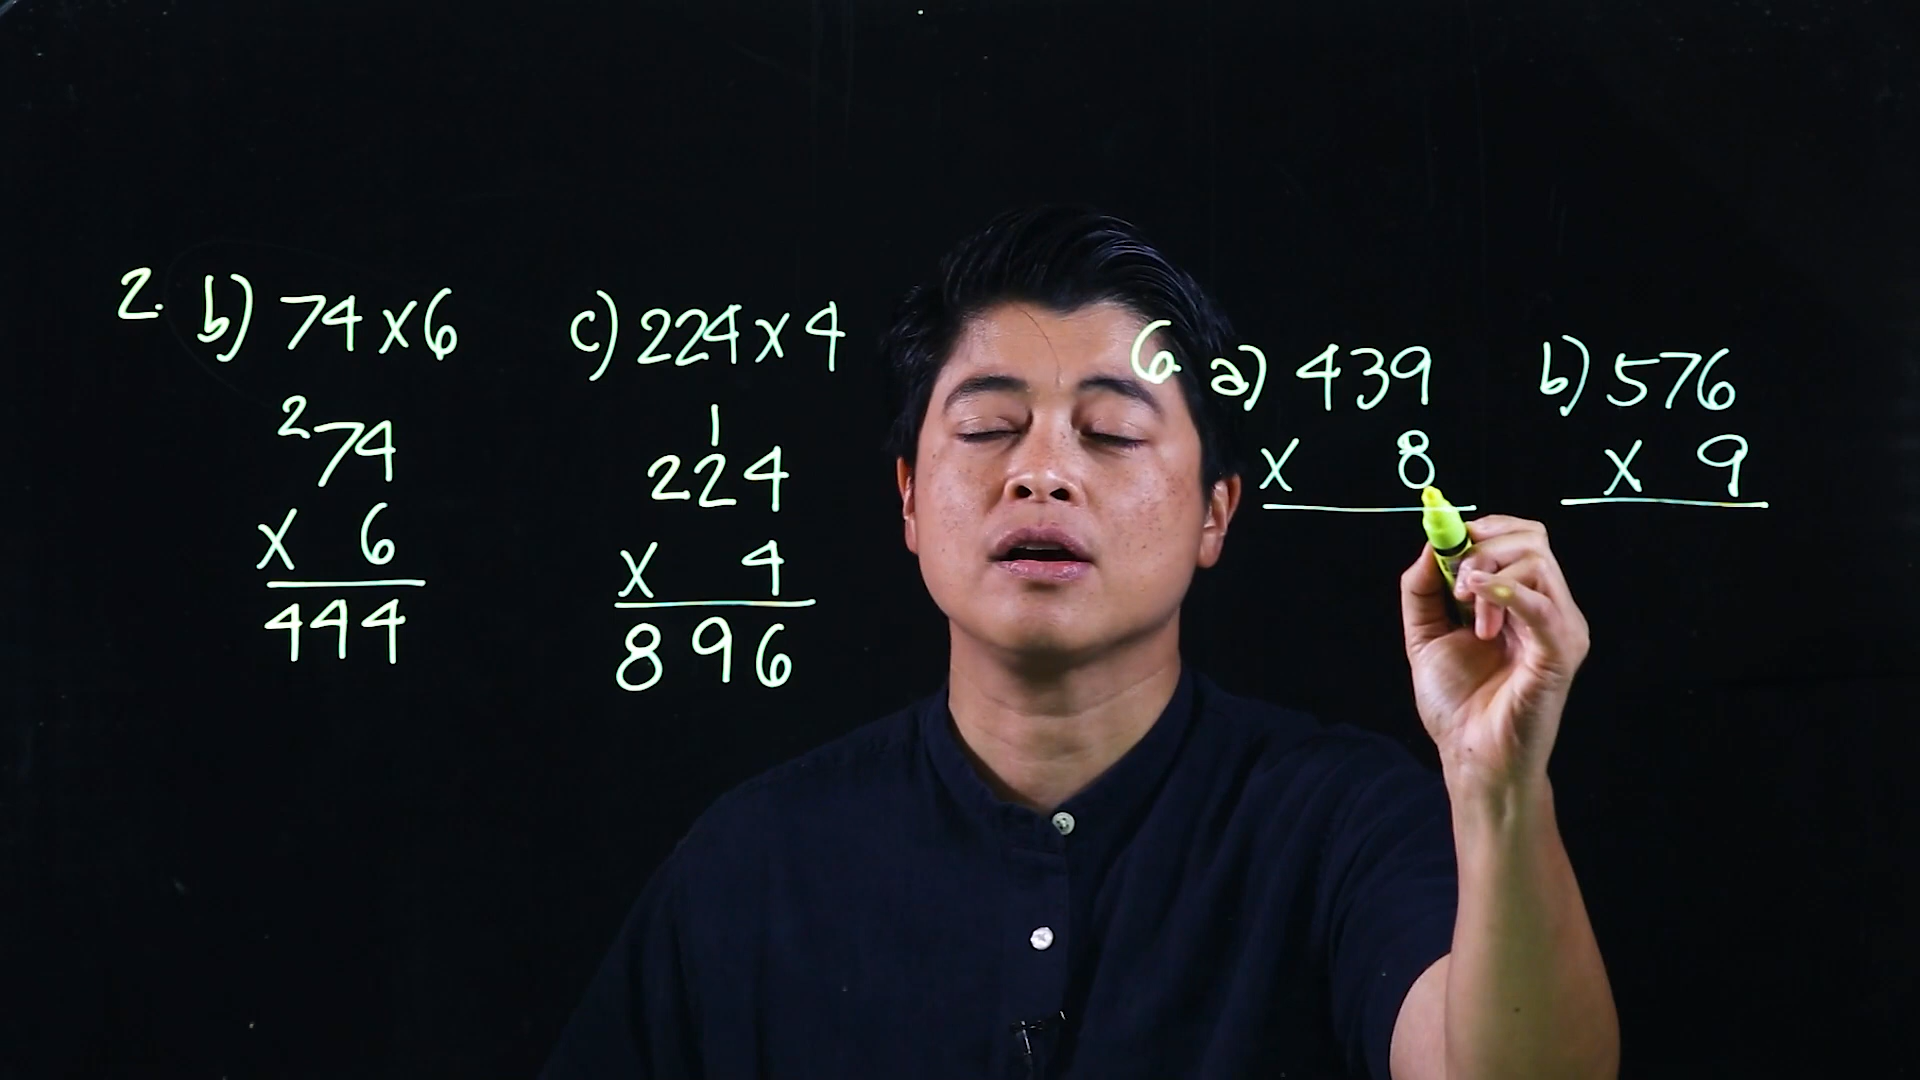 2. b) 74 x 6
2
74
x 6
444
c) 224 x 4
1
224
x 4
896
6. a) 439
x 8
b) 576
x 9